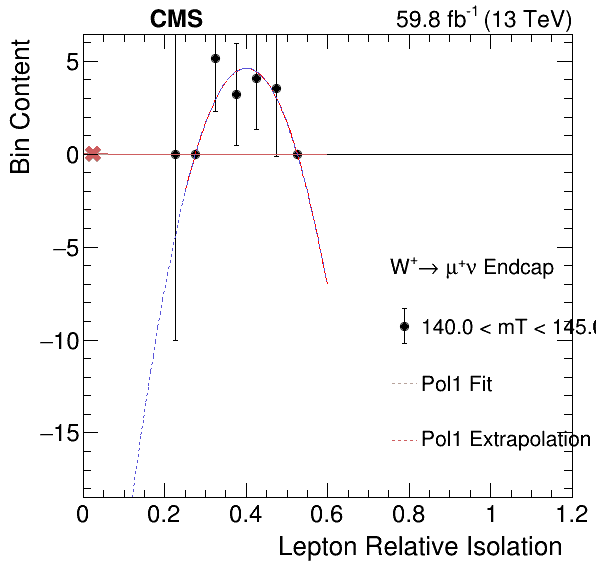 CMS 59.8 fb⁻¹ (13 TeV)
Bin Content
5
0
−5
−10
−15
W⁺→ μ⁺ν Endcap
140.0 < mT < 145.0
Pol1 Fit
Pol1 Extrapolation
0 0.2 0.4 0.6 0.8 1 1.2
Lepton Relative Isolation